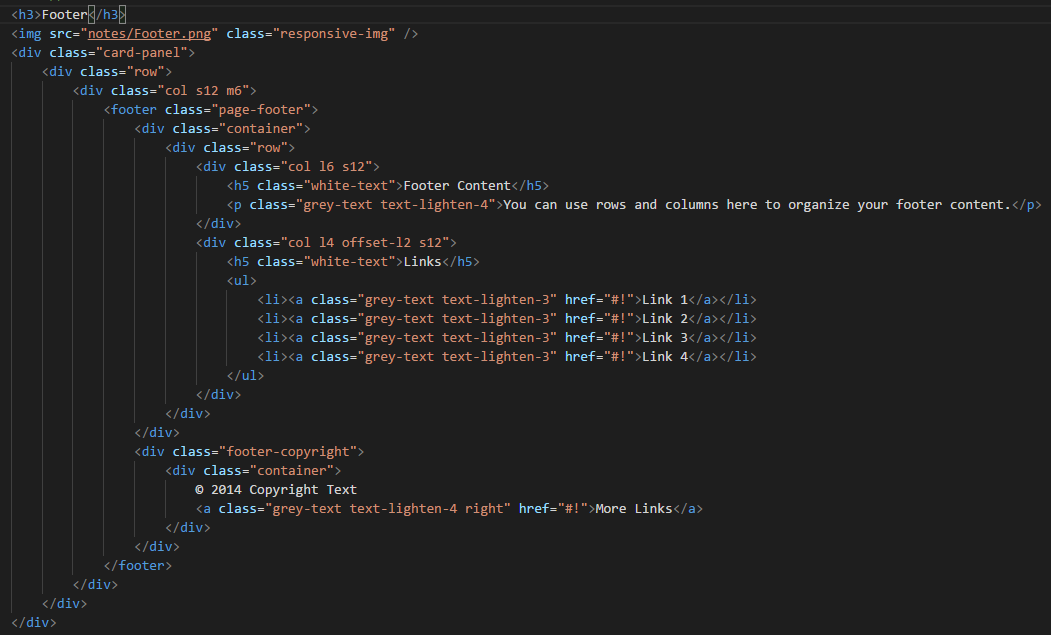 <h3>Footer</h3>
<img src="notes/Footer.png" class="responsive-img" />
<div class="card-panel">
    <div class="row">
        <div class="col s12 m6">
            <footer class="page-footer">
                <div class="container">
                    <div class="row">
                        <div class="col l6 s12">
                            <h5 class="white-text">Footer Content</h5>
                            <p class="grey-text text-lighten-4">You can use rows and columns here to organize your footer content.</p>
                        </div>
                        <div class="col l4 offset-l2 s12">
                            <h5 class="white-text">Links</h5>
                            <ul>
                                <li><a class="grey-text text-lighten-3" href="#!">Link 1</a></li>
                                <li><a class="grey-text text-lighten-3" href="#!">Link 2</a></li>
                                <li><a class="grey-text text-lighten-3" href="#!">Link 3</a></li>
                                <li><a class="grey-text text-lighten-3" href="#!">Link 4</a></li>
                            </ul>
                        </div>
                    </div>
                </div>
                <div class="footer-copyright">
                    <div class="container">
                        © 2014 Copyright Text
                        <a class="grey-text text-lighten-4 right" href="#!">More Links</a>
                    </div>
                </div>
            </footer>
        </div>
    </div>
</div>